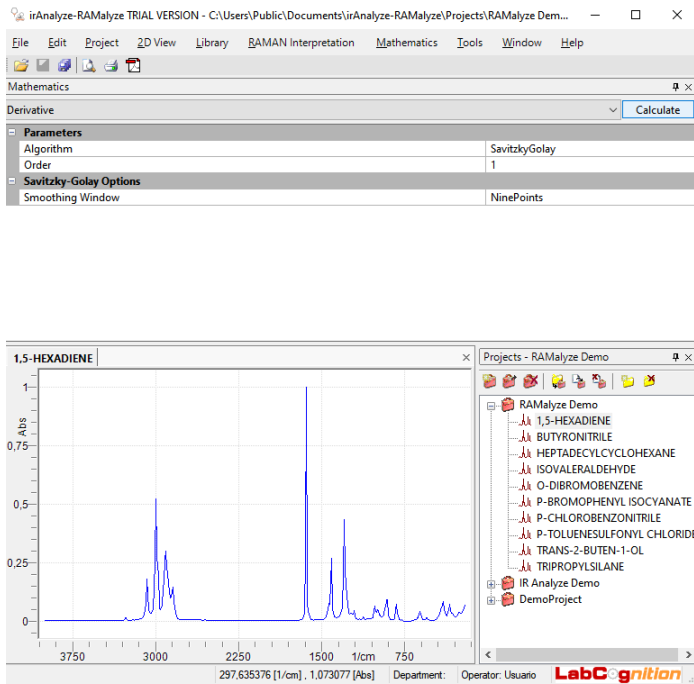 irAnalyze-RAMalyze TRIAL VERSION - C:\Users\Public\Documents\irAnalyze-RAMalyze\Projects\RAMalyze Dem...
File Edit Project 2D View Library RAMAN Interpretation Mathematics Tools Window Help
Mathematics
Derivative Calculate
Parameters
Algorithm SavitzkyGolay
Order 1
Savitzky-Golay Options
Smoothing Window NinePoints
1,5-HEXADIENE
1
Abs
0,75
0,5
0,25
0
3750 3000 2250 1500 1/cm 750
Projects - RAMalyze Demo
RAMalyze Demo
1,5-HEXADIENE
BUTYRONITRILE
HEPTADECYLCYCLOHEXANE
ISOVALERALDEHYDE
O-DIBROMOBENZENE
P-BROMOPHENYL ISOCYANATE
P-CHLOROBENZONITRILE
P-TOLUENESULFONYL CHLORIDE
TRANS-2-BUTEN-1-OL
TRIPROPYLSILANE
IR Analyze Demo
DemoProject
297,635376 [1/cm] , 1,073077 [Abs] Department: Operator: Usuario LabCognition